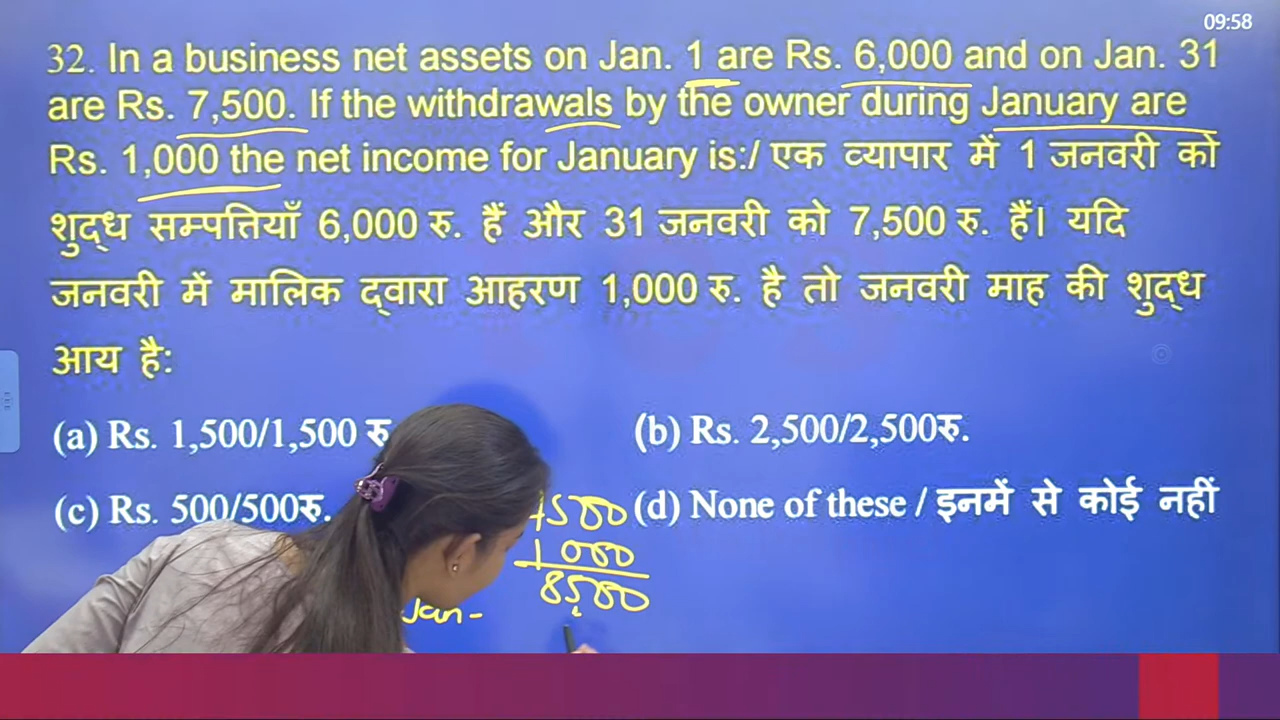 09:58
32. In a business net assets on Jan. 1 are Rs. 6,000 and on Jan. 31
are Rs. 7,500. If the withdrawals by the owner during January are
Rs. 1,000 the net income for January is:/ एक व्यापार में 1 जनवरी को
शुद्ध सम्पत्तियाँ 6,000 रु. हैं और 31 जनवरी को 7,500 रु. हैं। यदि
जनवरी में मालिक द्वारा आहरण 1,000 रु. है तो जनवरी माह की शुद्ध
आय है:
(a) Rs. 1,500/1,500 रु
(b) Rs. 2,500/2,500रु.
(c) Rs. 500/500रु.
(d) None of these / इनमें से कोई नहीं
7500
1000
8500
Jan -